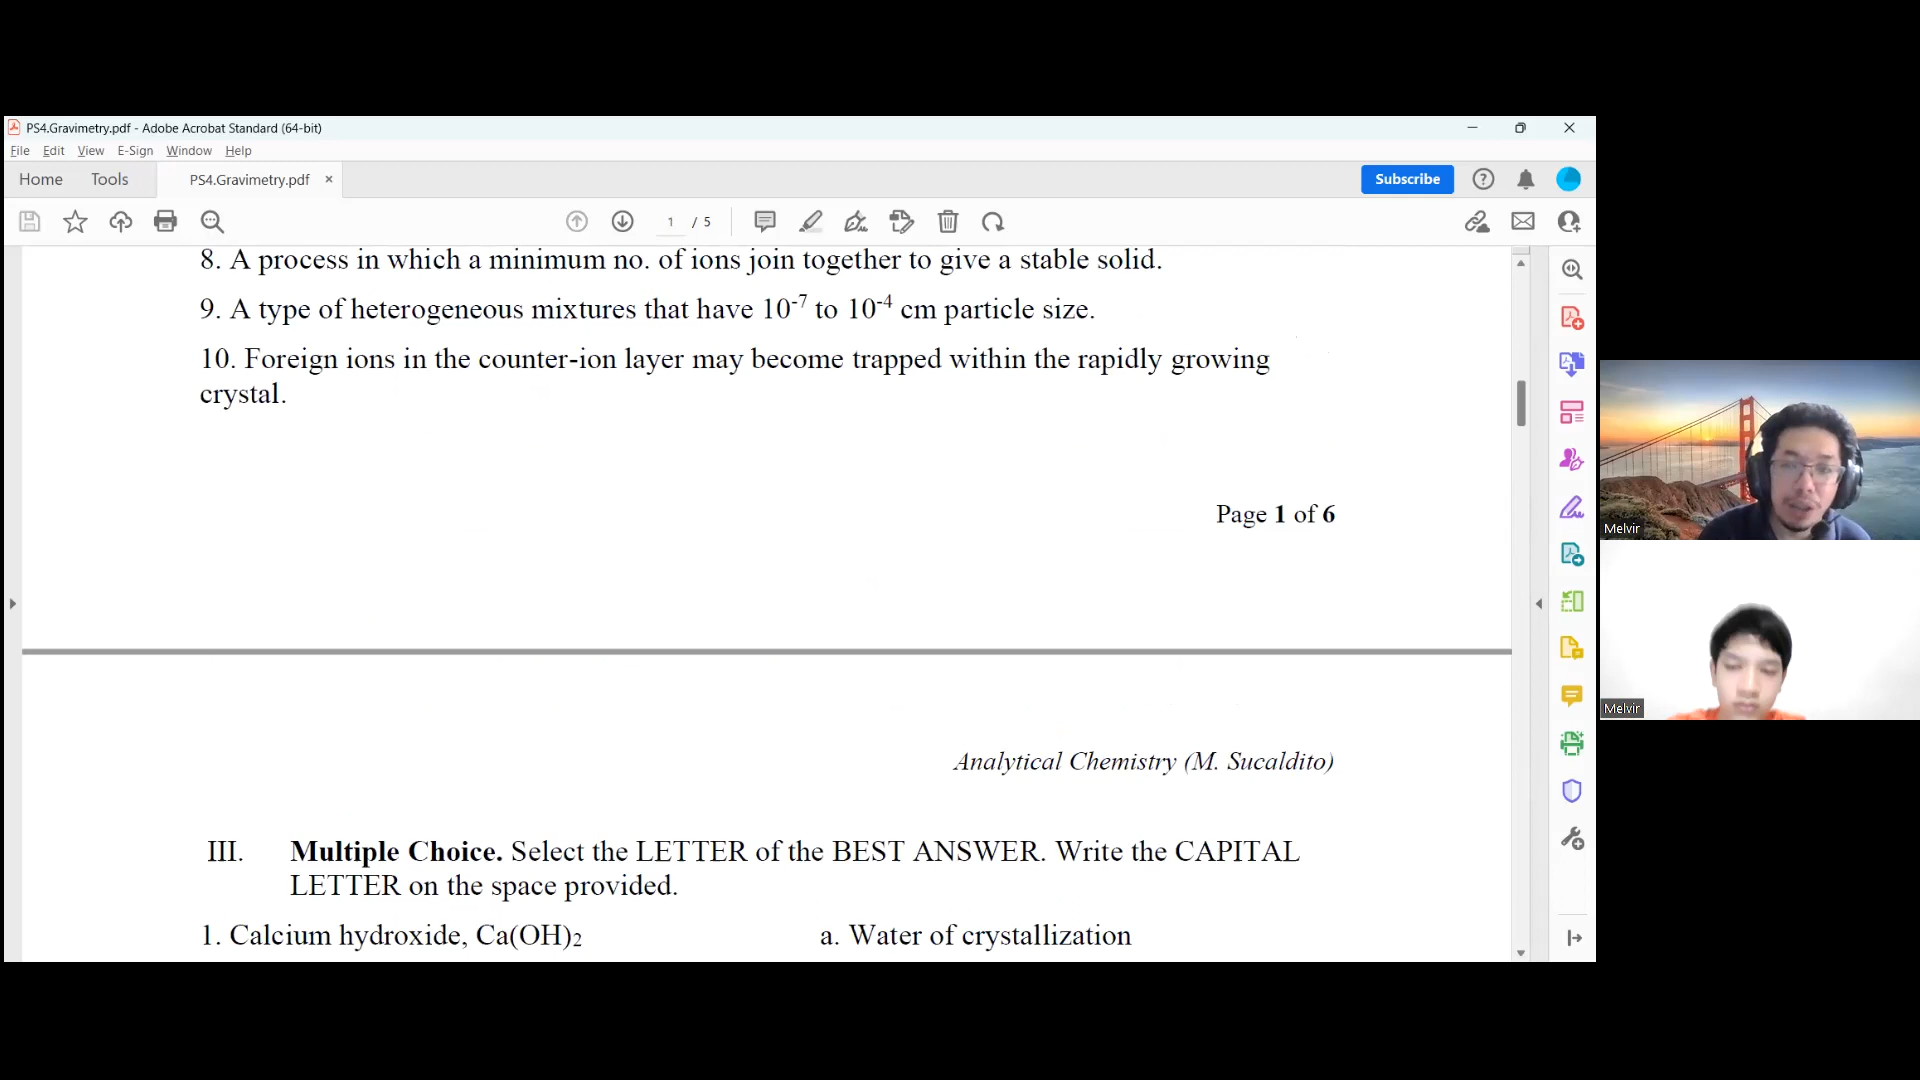 PS4.Gravimetry.pdf - Adobe Acrobat Standard (64-bit)
File Edit View E-Sign Window Help
Home Tools PS4.Gravimetry.pdf × Subscribe
1 / 5
8. A process in which a minimum no. of ions join together to give a stable solid.
9. A type of heterogeneous mixtures that have 10⁻⁷ to 10⁻⁴ cm particle size.
10. Foreign ions in the counter-ion layer may become trapped within the rapidly growing
crystal.
Page 1 of 6
Analytical Chemistry (M. Sucaldito)
III. Multiple Choice. Select the LETTER of the BEST ANSWER. Write the CAPITAL
LETTER on the space provided.
1. Calcium hydroxide, Ca(OH)₂ a. Water of crystallization
Melvir
Melvir